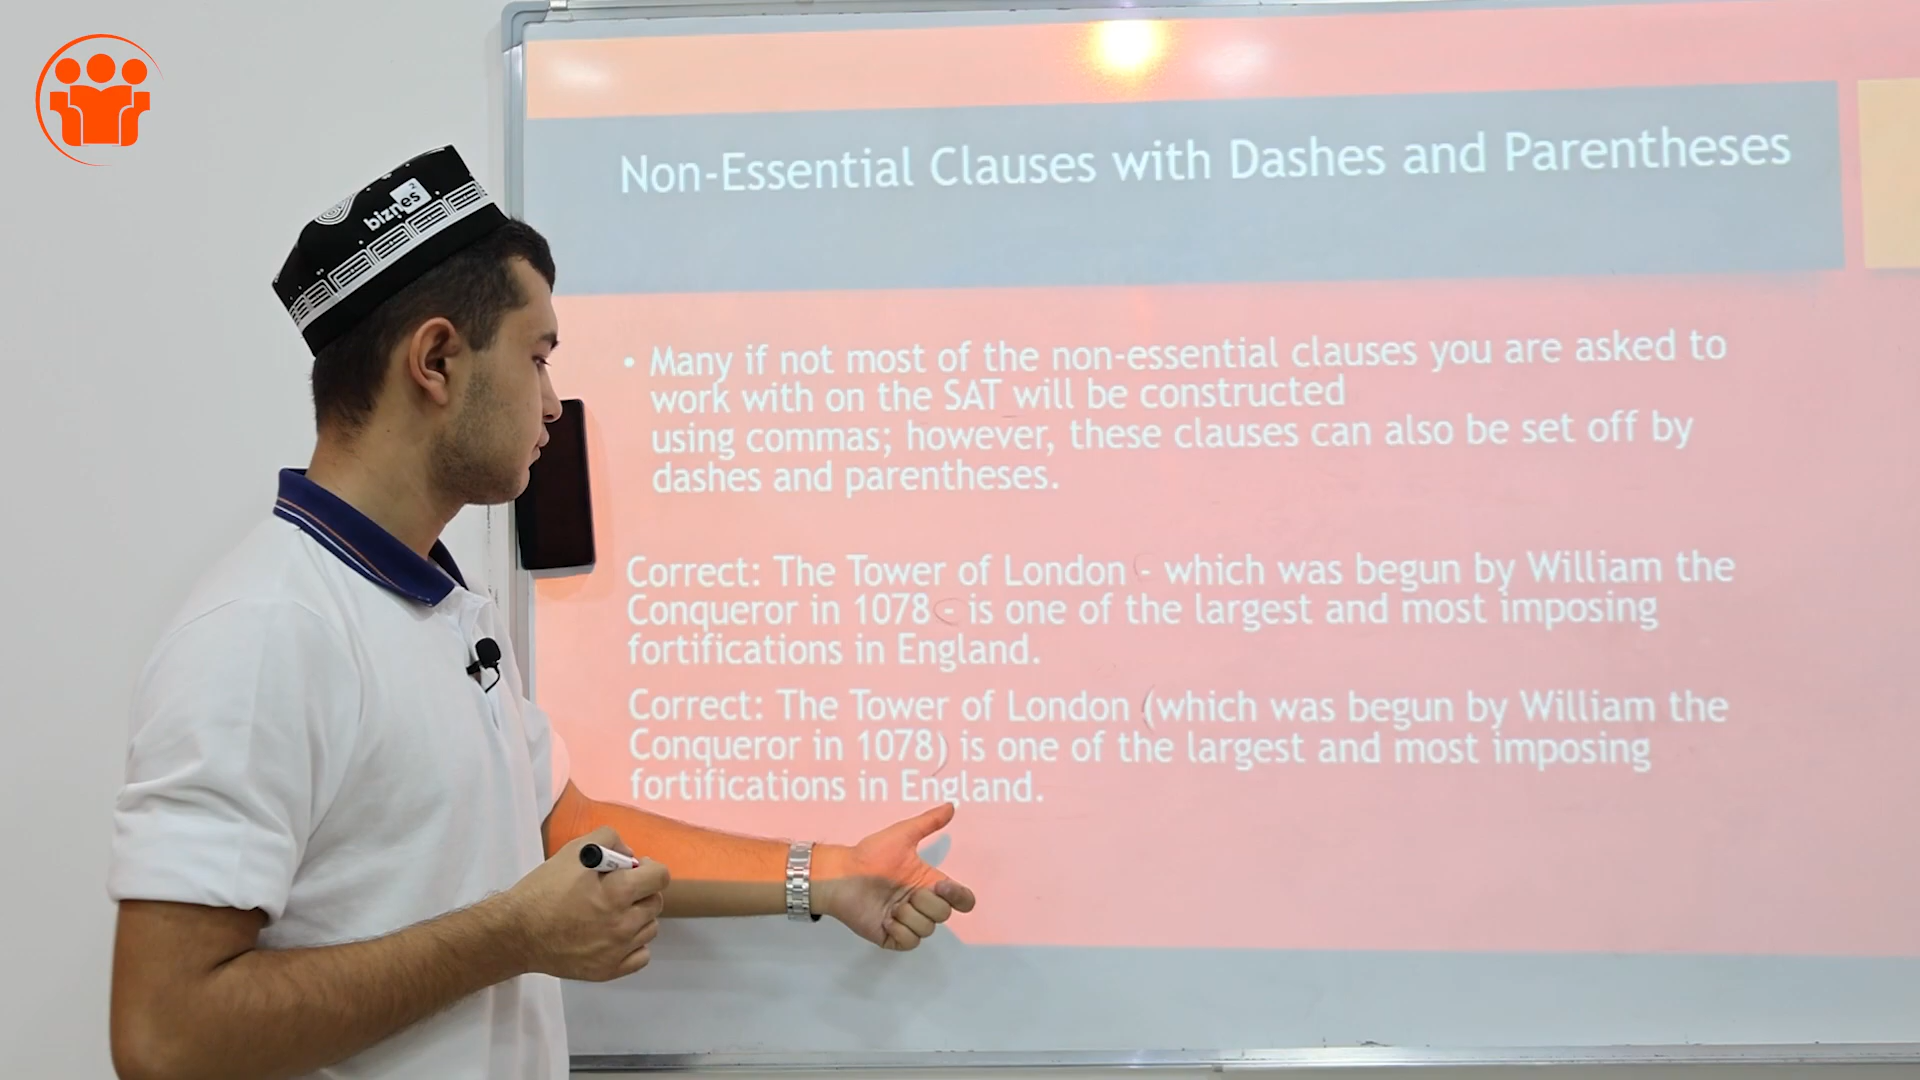 biznes 2
Non-Essential Clauses with Dashes and Parentheses
• Many if not most of the non-essential clauses you are asked to
work with on the SAT will be constructed
using commas; however, these clauses can also be set off by
dashes and parentheses.
Correct: The Tower of London - which was begun by William the
Conqueror in 1078 - is one of the largest and most imposing
fortifications in England.
Correct: The Tower of London (which was begun by William the
Conqueror in 1078) is one of the largest and most imposing
fortifications in England.